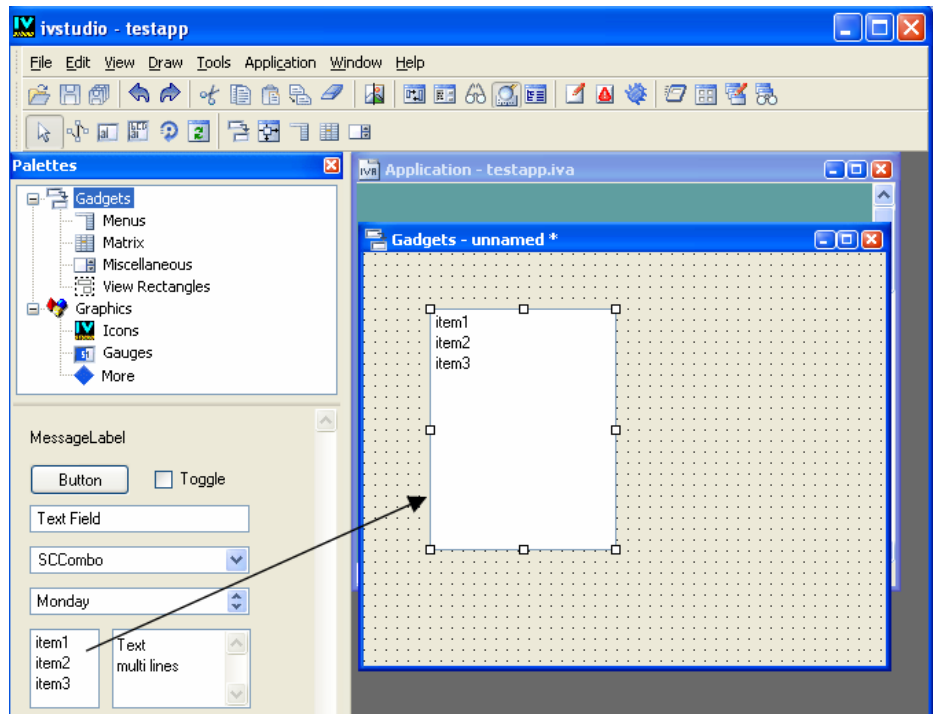 ivstudio - testapp
File Edit View Draw Tools Application Window Help
Palettes
Gadgets
Menus
Matrix
Miscellaneous
View Rectangles
Graphics
Icons
Gauges
More
MessageLabel
Button Toggle
Text Field
SCCombo
Monday
item1
item2
item3
Text
multi lines
Application - testapp.iva
Gadgets - unnamed *
item1
item2
item3